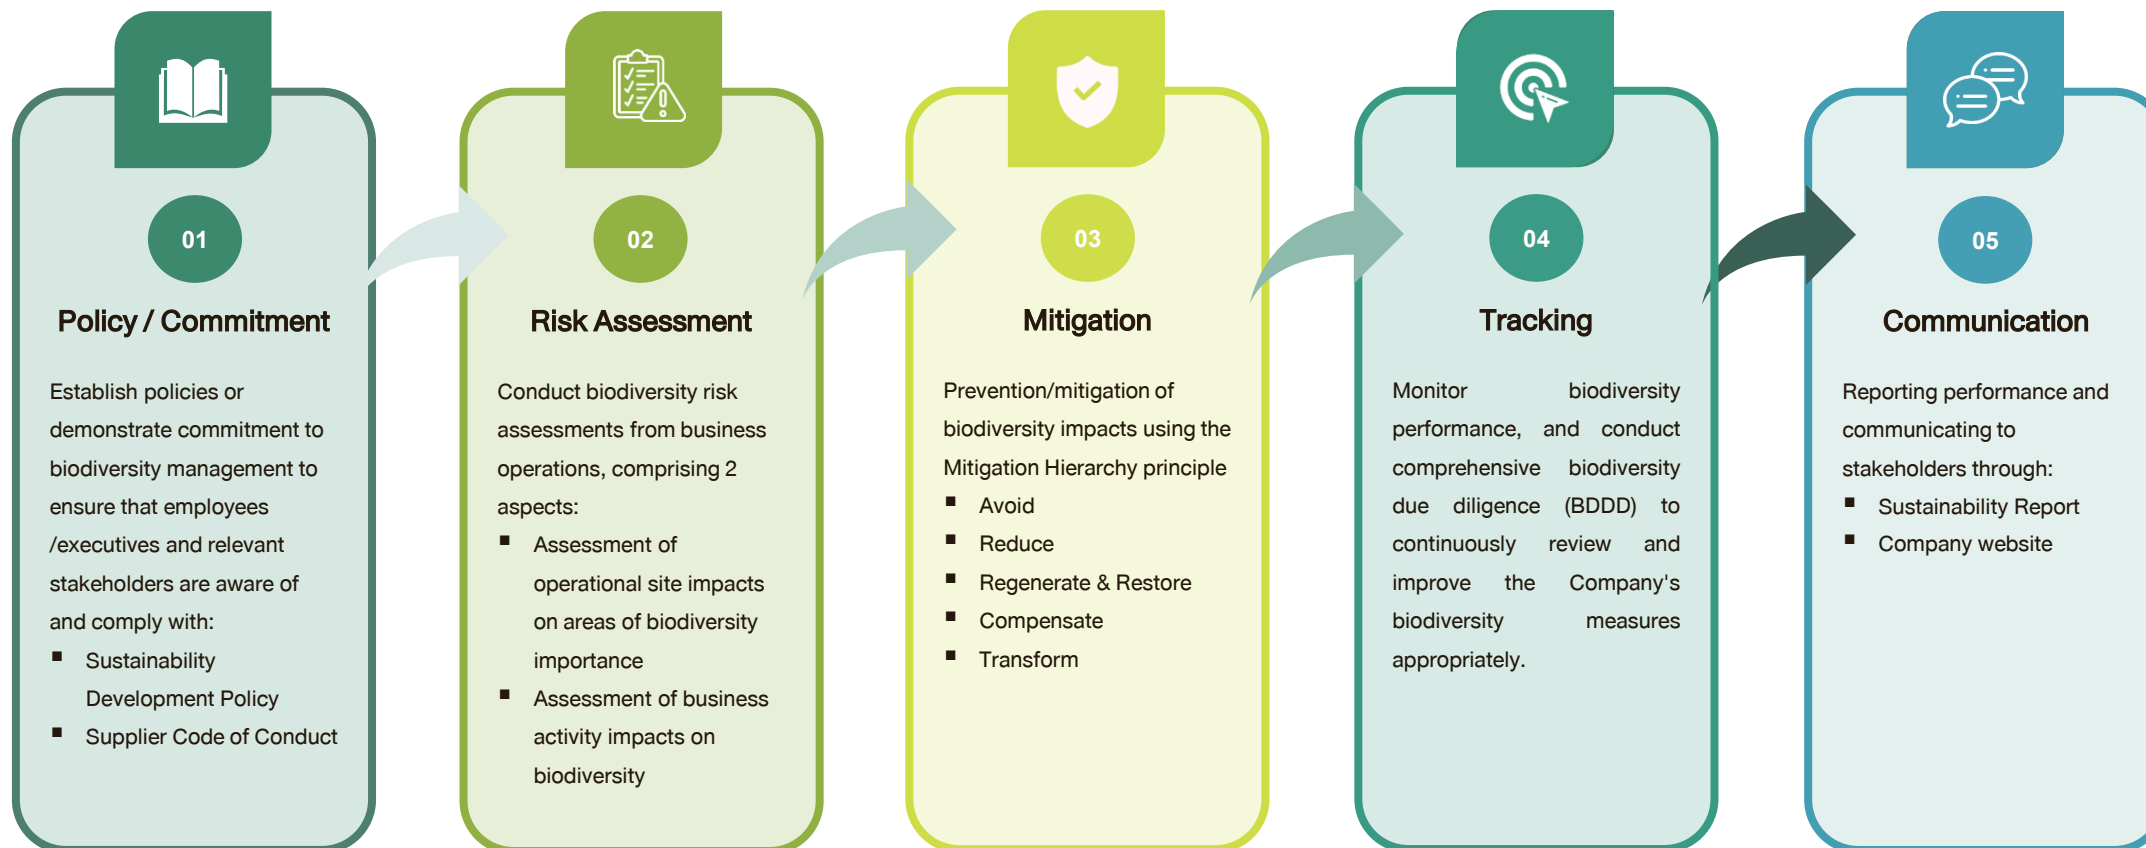 01
Policy / Commitment
Establish policies or
demonstrate commitment to
biodiversity management to
ensure that employees
/executives and relevant
stakeholders are aware of
and comply with:
▪ Sustainability
Development Policy
▪ Supplier Code of Conduct
02
Risk Assessment
Conduct biodiversity risk
assessments from business
operations, comprising 2
aspects:
▪ Assessment of
operational site impacts
on areas of biodiversity
importance
▪ Assessment of business
activity impacts on
biodiversity
03
Mitigation
Prevention/mitigation of
biodiversity impacts using the
Mitigation Hierarchy principle
▪ Avoid
▪ Reduce
▪ Regenerate & Restore
▪ Compensate
▪ Transform
04
Tracking
Monitor biodiversity
performance, and conduct
comprehensive biodiversity
due diligence (BDDD) to
continuously review and
improve the Company's
biodiversity measures
appropriately.
05
Communication
Reporting performance and
communicating to
stakeholders through:
▪ Sustainability Report
▪ Company website